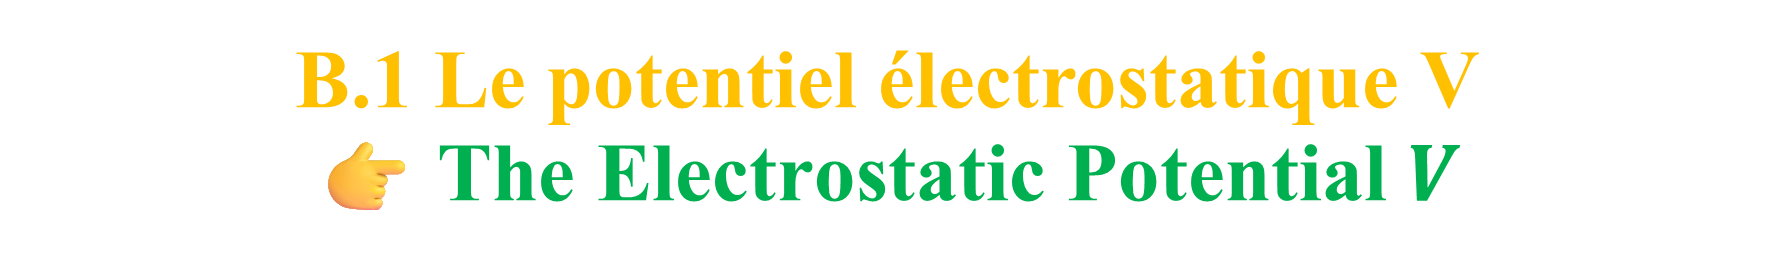 B.1 Le potentiel électrostatique V
👉 The Electrostatic Potential V